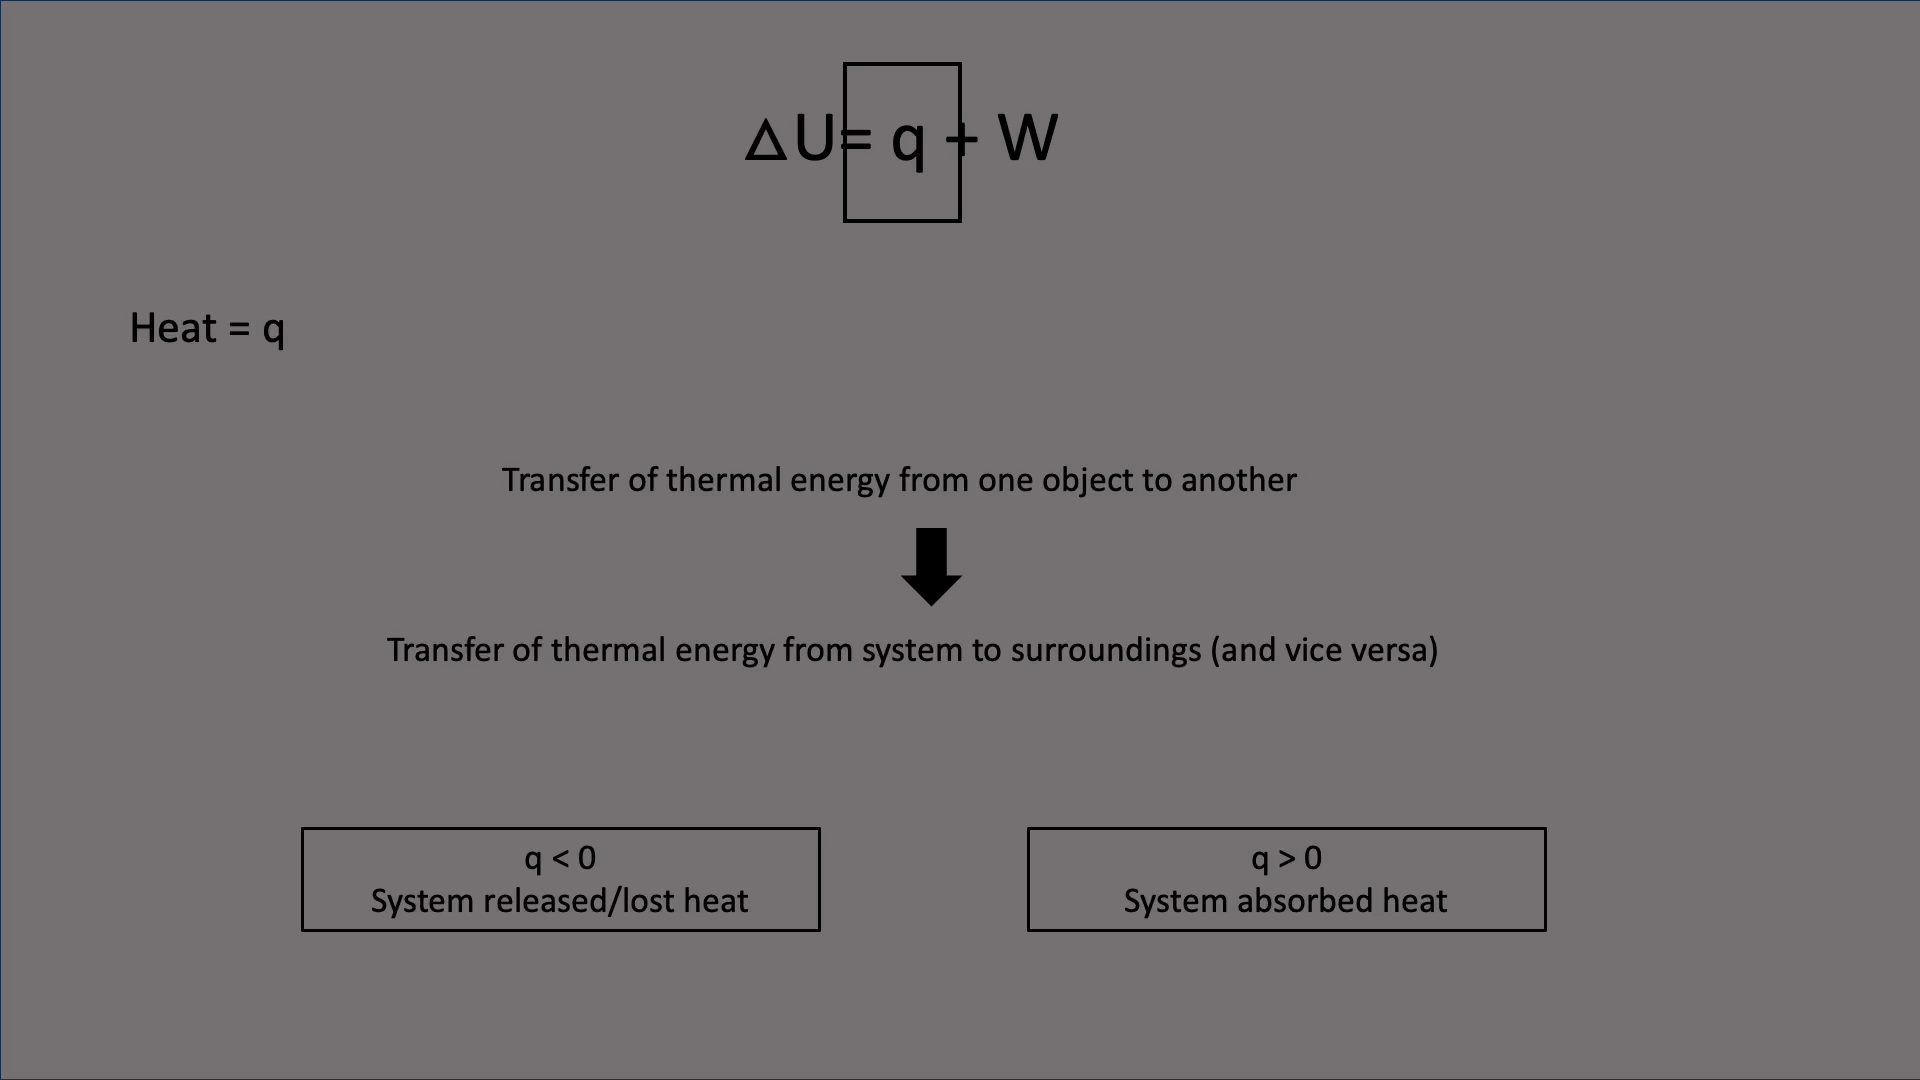 △U= q + W
Heat = q
Transfer of thermal energy from one object to another
Transfer of thermal energy from system to surroundings (and vice versa)
q < 0
System released/lost heat
q > 0
System absorbed heat